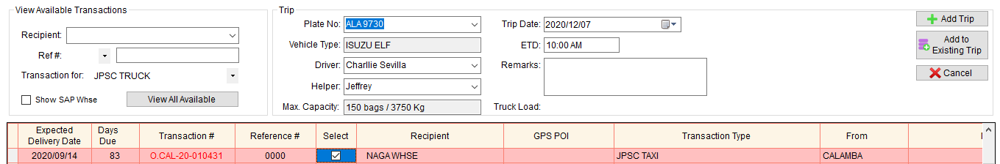 View Available Transactions
Recipient:
Ref #:
Transaction for: JPSC TRUCK
Show SAP Whse
View All Available
Trip
Plate No: ALA 9730
Vehicle Type: ISUZU ELF
Driver: Charllie Sevilla
Helper: Jeffrey
Max. Capacity: 150 bags / 3750 Kg
Trip Date: 2020/12/07
ETD: 10:00 AM
Remarks:
Truck Load:
Add Trip
Add to
Existing Trip
Cancel
Expected Delivery Date Days Due Transaction # Reference # Select Recipient GPS POI Transaction Type From
2020/09/14 83 O.CAL-20-010431 0000 NAGA WHSE JPSC TAXI CALAMBA